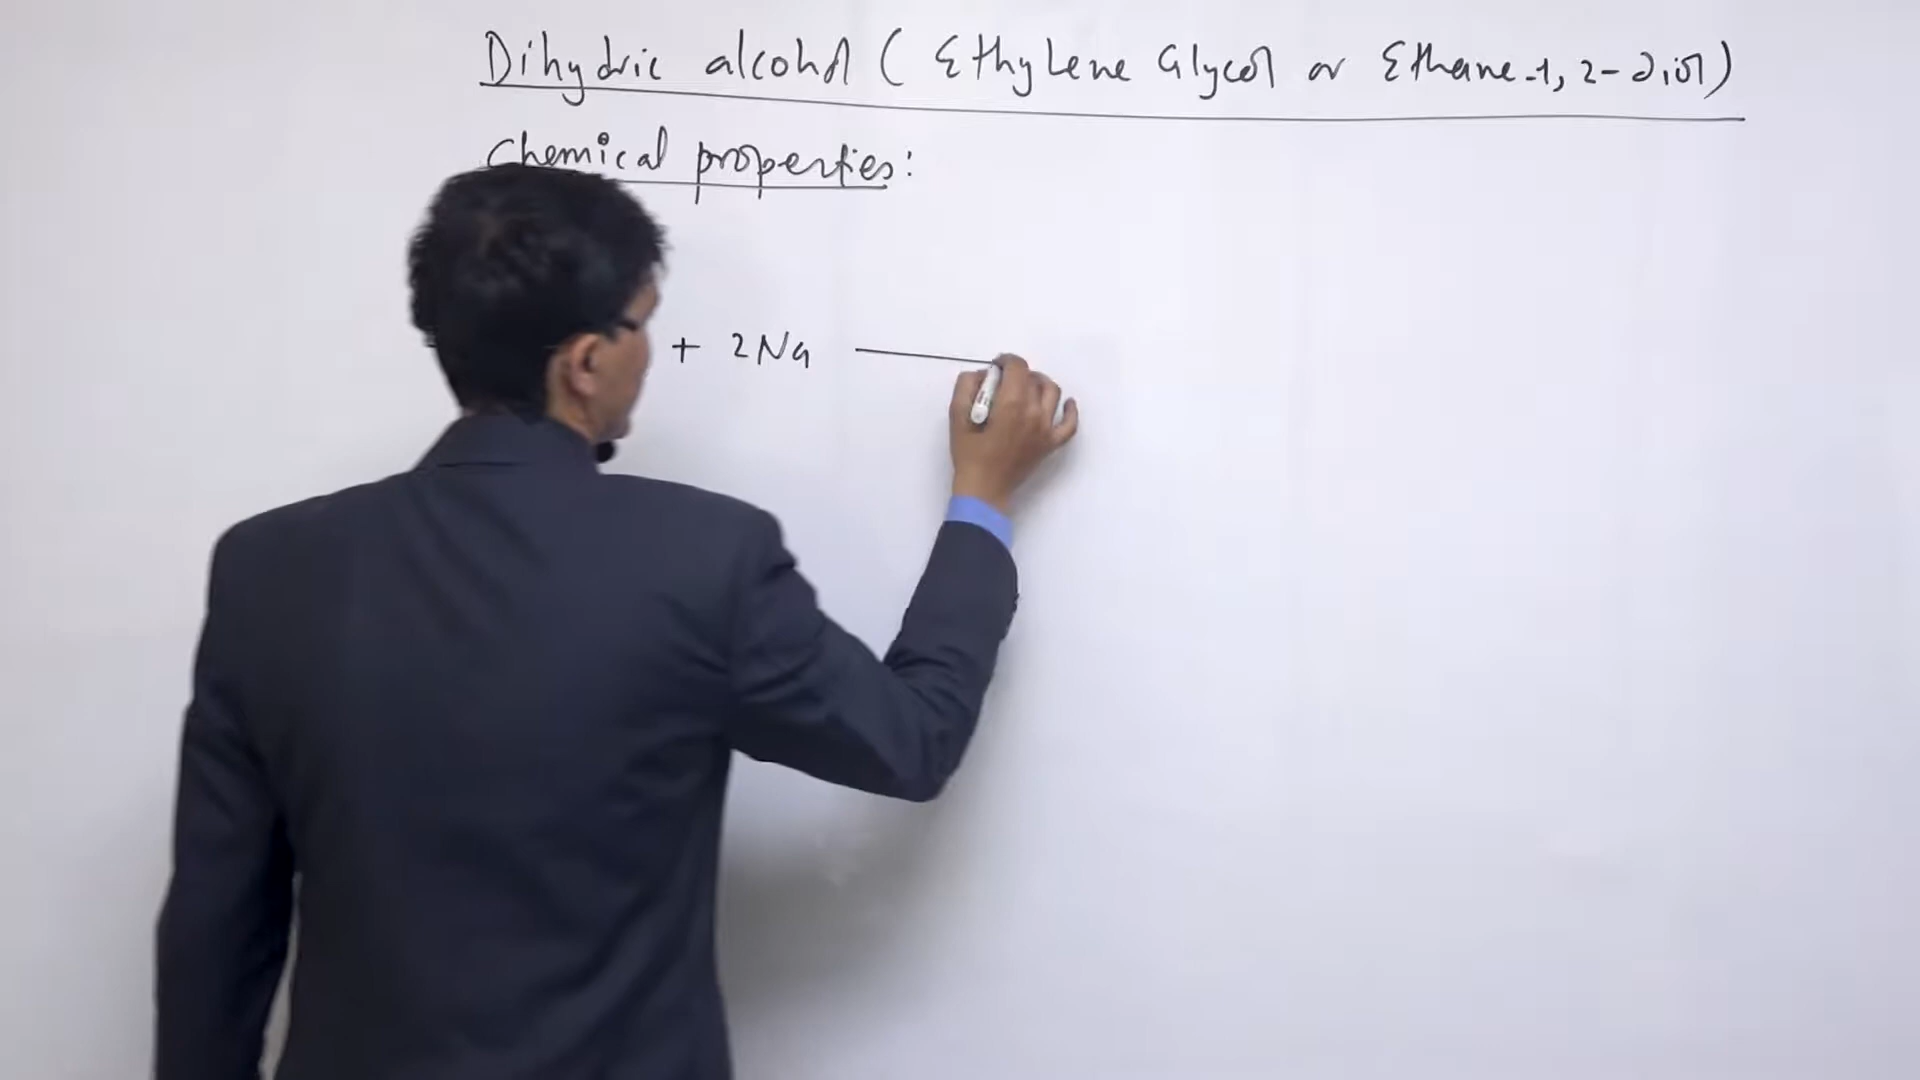 Dihydric alcohol ( Ethylene Glycol or Ethane-1, 2-diol)
Chemical properties:
+ 2Na